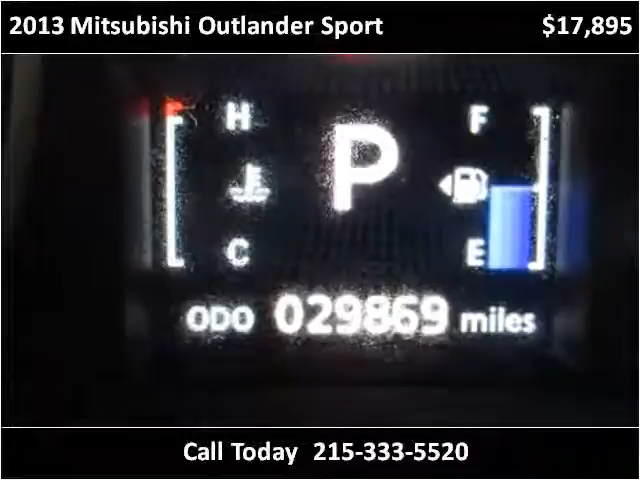 2013 Mitsubishi Outlander Sport $17,895
H P F
C E
ODO 029869 miles
Call Today 215-333-5520